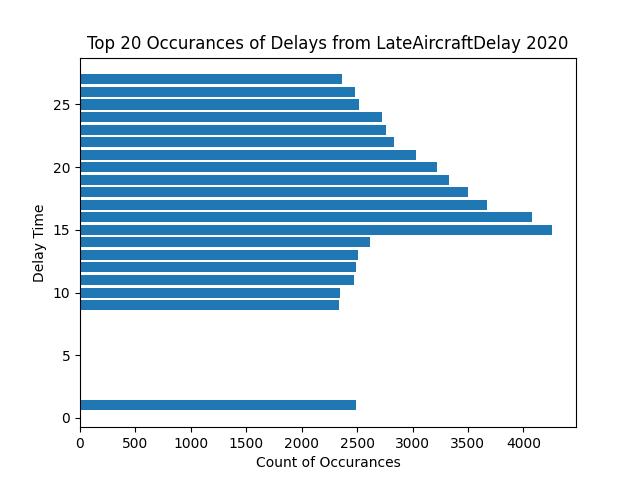 Top 20 Occurances of Delays from LateAircraftDelay 2020
25
20
15
10
5
0
Delay Time
0 500 1000 1500 2000 2500 3000 3500 4000
Count of Occurances